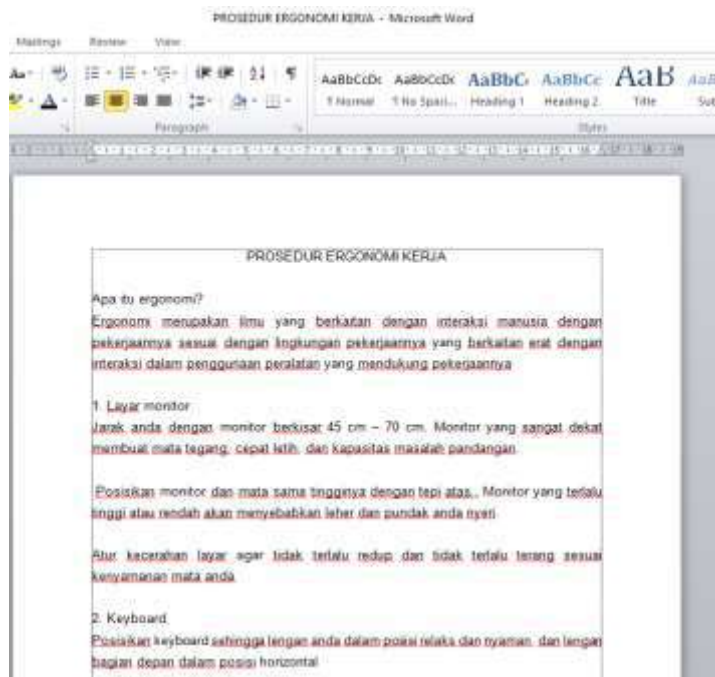 PROSEDUR ERGONOMI KERJA - Microsoft Word
Mailings Review View
Aa
AaBbCcDc AaBbCcDc AaBbC AaBbCc AaB AaB
¶ Normal ¶ No Spaci... Heading 1 Heading 2 Title Sub
Paragraph Styles
PROSEDUR ERGONOMI KERJA
Apa itu ergonomi?
Ergonomi merupakan ilmu yang berkaitan dengan interaksi manusia dengan
pekerjaannya sesuai dengan lingkungan pekerjaannya yang berkaitan erat dengan
interaksi dalam penggunaan peralatan yang mendukung pekerjaannya
1. Layar monitor
Jarak anda dengan monitor berkisar 45 cm – 70 cm. Monitor yang sangat dekat
membuat mata tegang, cepat letih, dan kapasitas masalah pandangan.
Posisikan monitor dan mata sama tingginya dengan tepi atas.. Monitor yang terlalu
tinggi atau rendah akan menyebabkan leher dan pundak anda nyeri
Atur kecerahan layar agar tidak terlalu redup dan tidak terlalu terang sesuai
kenyamanan mata anda
2. Keyboard
Posisikan keyboard sehingga lengan anda dalam posisi relaks dan nyaman, dan lengan
bagian depan dalam posisi horizontal